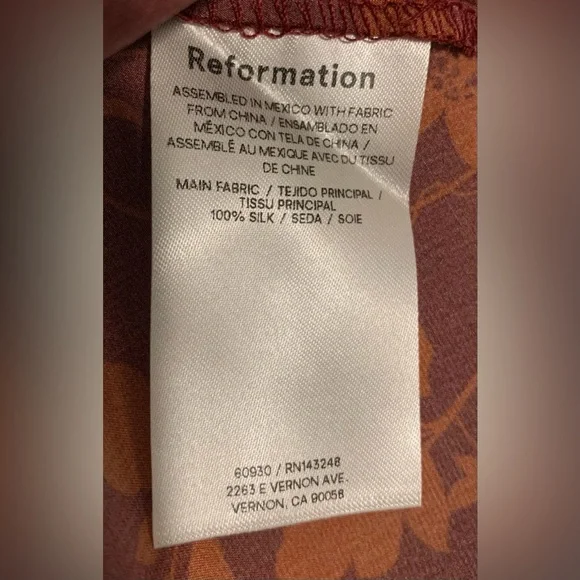 Reformation
ASSEMBLED IN MEXICO WITH FABRIC
FROM CHINA / ENSAMBLADO EN
MÉXICO CON TELA DE CHINA /
ASSEMBLÉ AU MEXIQUE AVEC DU TISSU
DE CHINE
MAIN FABRIC / TEJIDO PRINCIPAL /
TISSU PRINCIPAL
100% SILK / SEDA / SOIE
60930 / RN143248
2263 E VERNON AVE.
VERNON, CA 90058